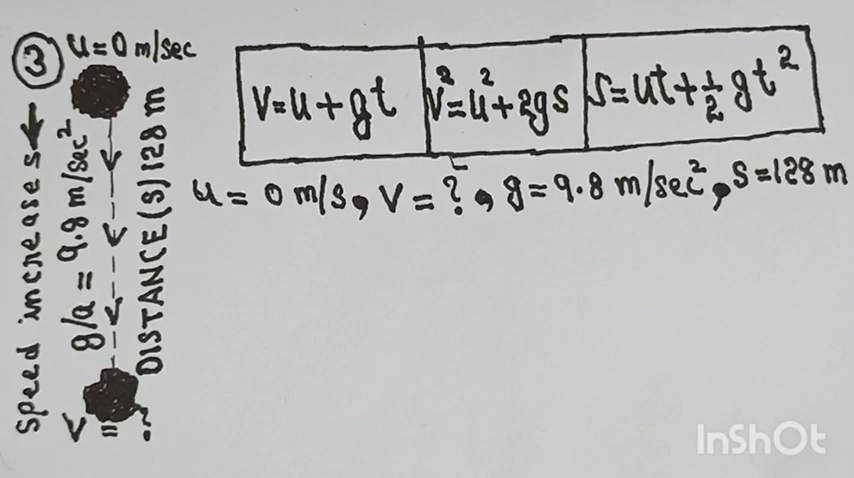 3 u=0 m/sec
V=u+gt
V²=u²+2gs
S=ut+½gt²
u = 0 m/s, V = ?, g = 9.8 m/sec², S=128 m
Speed increases →
g/a = 9.8 m/sec²
DISTANCE(S) 128 m
V = ?
InShOt